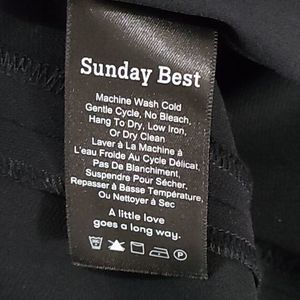 Sunday Best
Machine Wash Cold
Gentle Cycle, No Bleach,
Hang To Dry, Low Iron,
Or Dry Clean
Laver à La Machine à
L'eau Froide Au Cycle Délicat,
Pas De Blanchiment,
Suspendre Pour Sécher,
Repasser à Basse Température,
Ou Nettoyer à Sec
A little love
goes a long way.